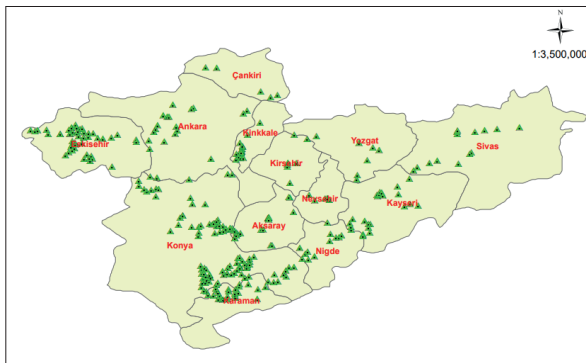 N
1:3,500,000
Çankiri
Ankara
Kinkkale
Yozgat
Sivas
Eskisehir
Kirsehir
Nevsehir
Kayseri
Aksaray
Konya
Nigde
Karaman